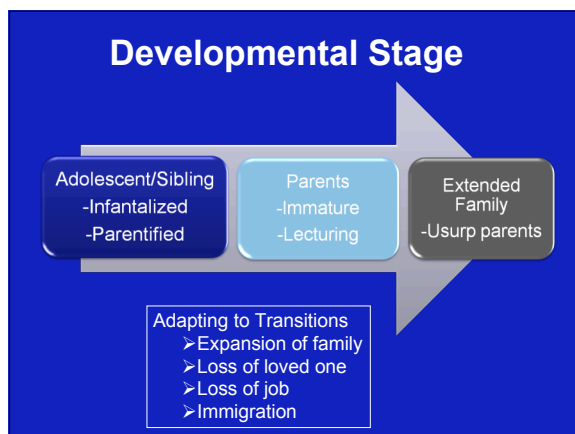 Developmental Stage
Adolescent/Sibling
-Infantalized
-Parentified
Parents
-Immature
-Lecturing
Extended
Family
-Usurp parents
Adapting to Transitions
➢Expansion of family
➢Loss of loved one
➢Loss of job
➢Immigration